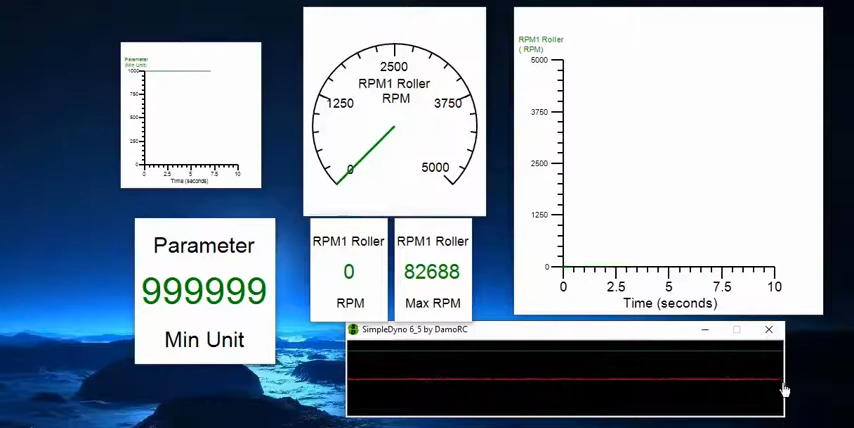 Parameter
(Min Unit)
1000
750
500
250
0
0 2.5 5 7.5 10
Time (seconds)
2500
RPM1 Roller
RPM
1250 3750
0 5000
RPM1 Roller
( RPM)
5000
3750
2500
1250
0
0 2.5 5 7.5 10
Time (seconds)
Parameter
999999
Min Unit
RPM1 Roller
0
RPM
RPM1 Roller
82688
Max RPM
SimpleDyno 6_5 by DamoRC